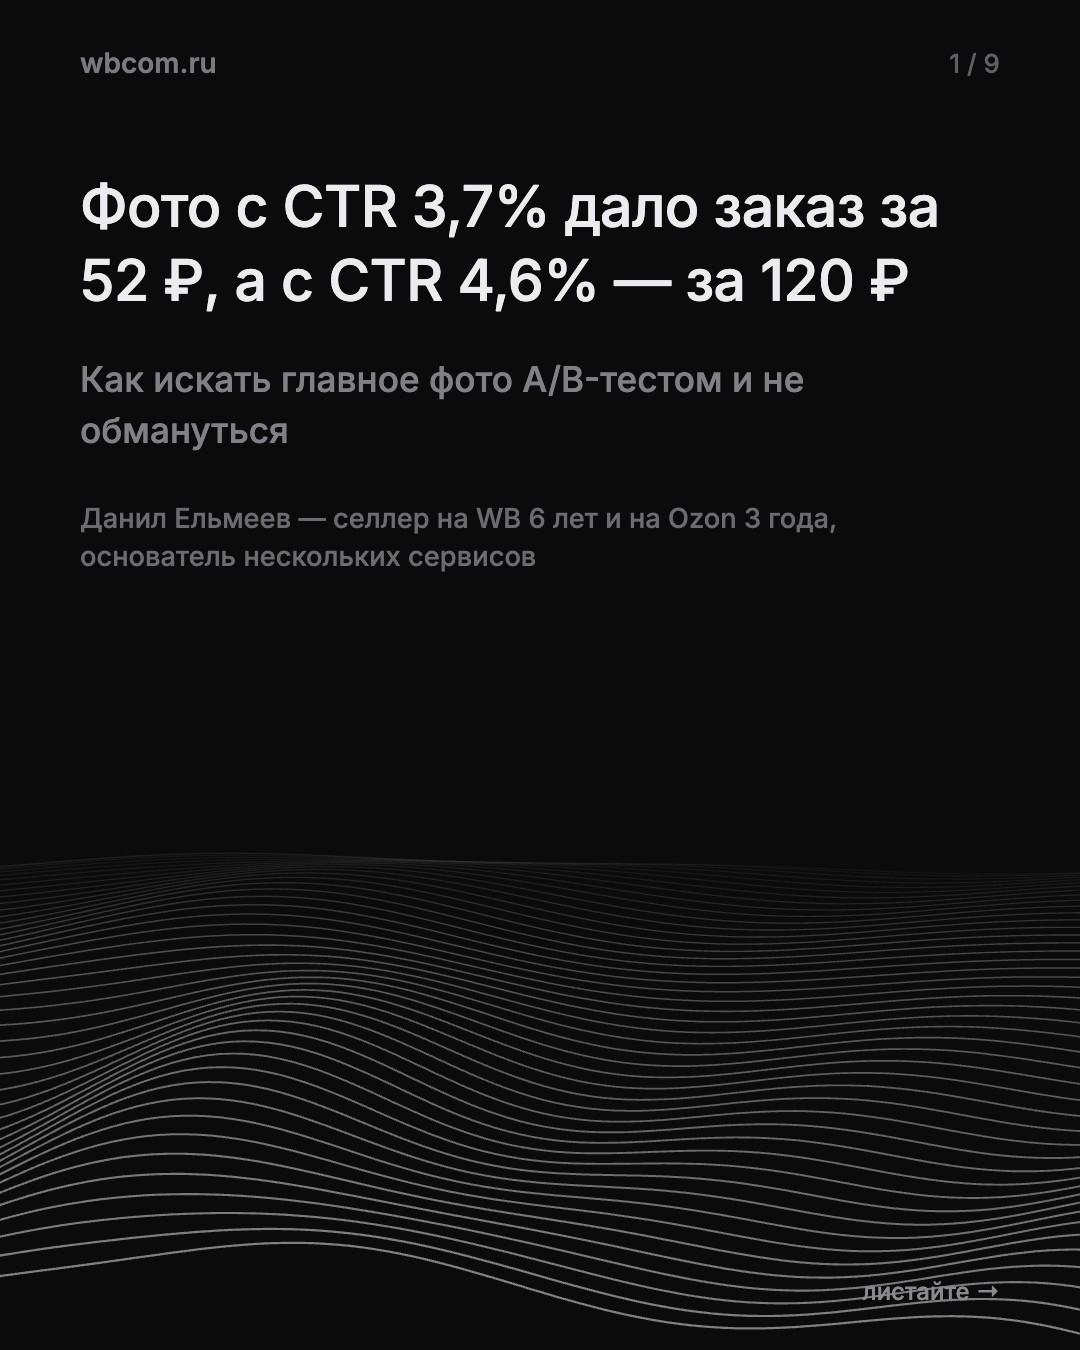 wbcom.ru
1 / 9
Фото с CTR 3,7% дало заказ за
52 ₽, а с CTR 4,6% — за 120 ₽
Как искать главное фото A/B-тестом и не
обмануться
Данил Ельмеев — селлер на WB 6 лет и на Ozon 3 года,
основатель нескольких сервисов
листайте →